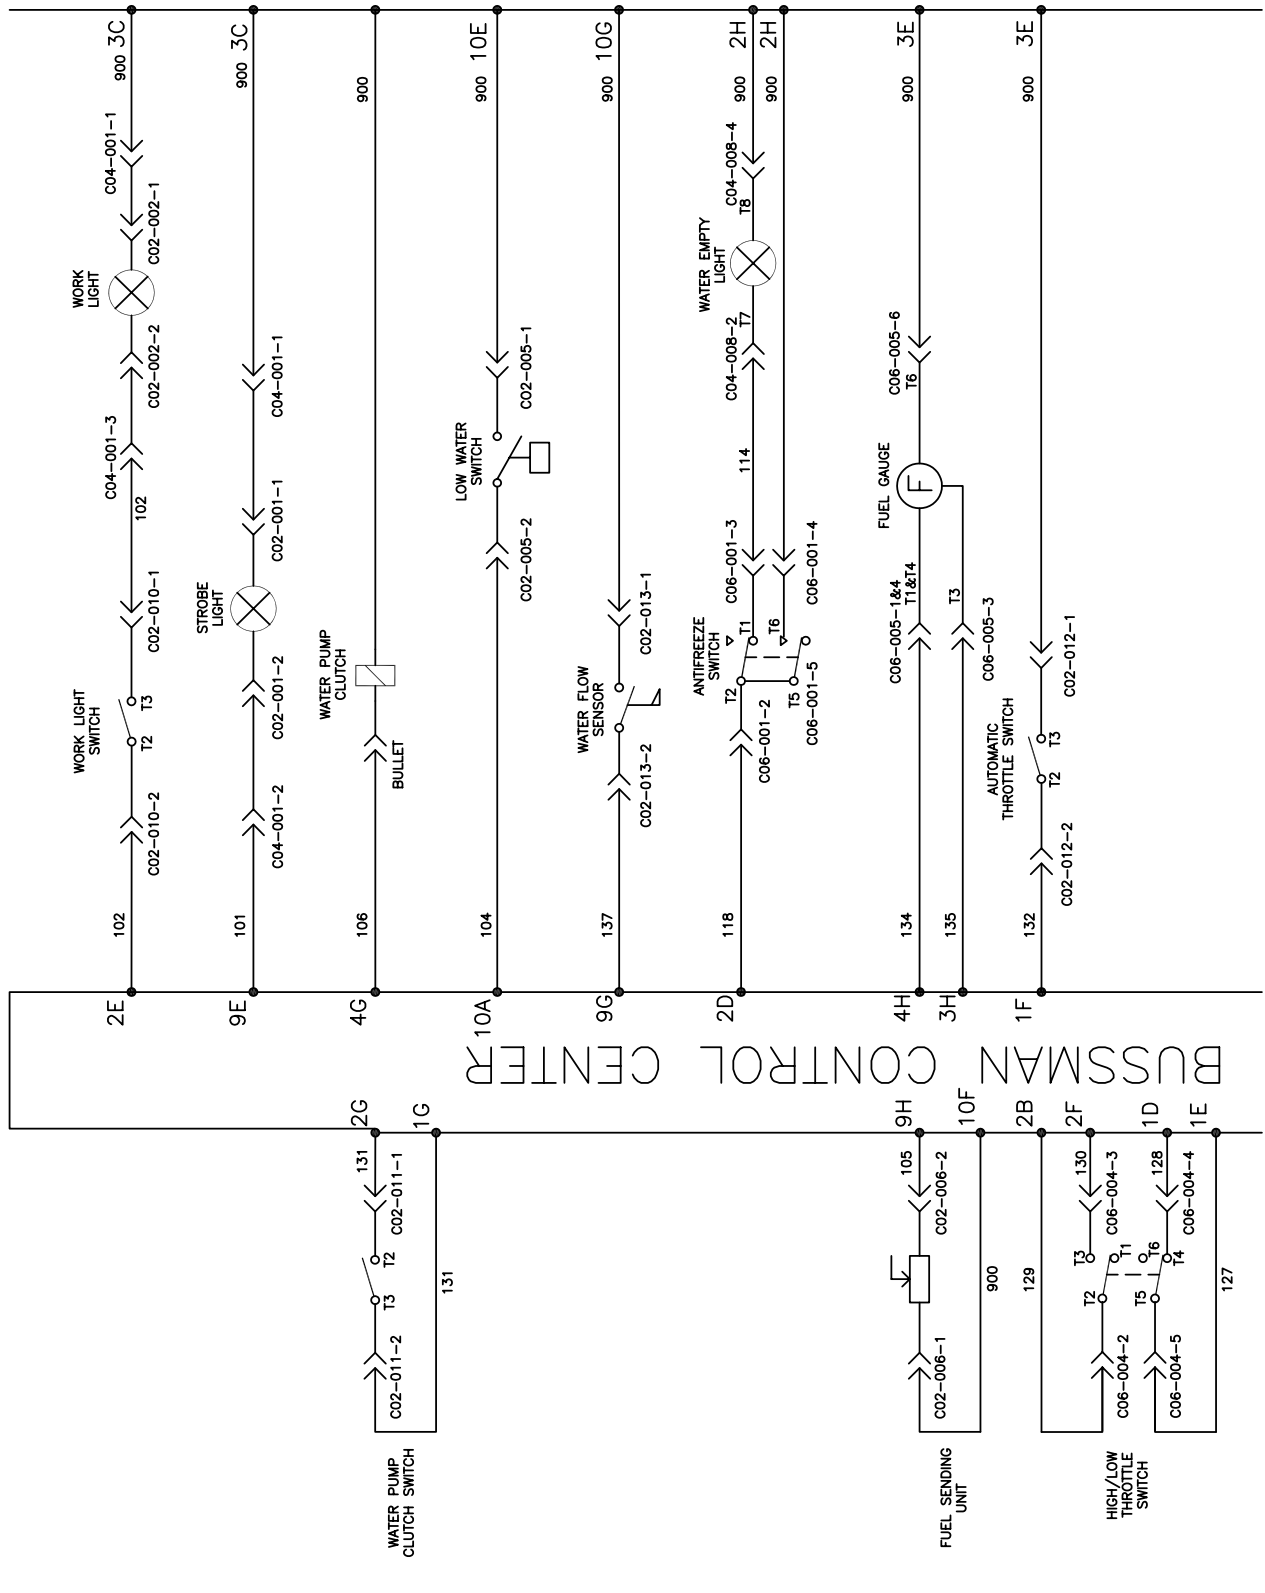 3C
900
C04-001-1
C02-002-1
WORK
LIGHT
C02-002-2
C04-001-3
102
C02-010-1
T3
WORK LIGHT
SWITCH
T2
C02-010-2
102
2E
3C
900
C04-001-1
C02-001-1
STROBE
LIGHT
C02-001-2
C04-001-2
101
9E
900
WATER PUMP
CLUTCH
BULLET
106
4G
10E
900
C02-005-1
LOW WATER
SWITCH
C02-005-2
104
10A
10G
900
C02-013-1
WATER FLOW
SENSOR
C02-013-2
137
9G
2H
2H
900
900
C04-008-4
T8
WATER EMPTY
LIGHT
T7
C04-008-2
114
C06-001-3
C06-001-4
ANTIFREEZE
SWITCH
T1
T6
T2
T5
C06-001-2
C06-001-5
118
2D
3E
900
C06-005-6
T6
FUEL GAUGE
F
C06-005-1&4
T1&T4
T3
C06-005-3
134
135
4H
3H
3E
900
C02-012-1
AUTOMATIC
THROTTLE SWITCH
T3
T2
C02-012-2
132
1F
BUSSMAN CONTROL CENTER
2G
1G
131
C02-011-1
T2
T3
131
C02-011-2
WATER PUMP
CLUTCH SWITCH
9H
10F
105
C02-006-2
900
C02-006-1
FUEL SENDING
UNIT
2B
2F
1D
1E
130
128
C06-004-3
C06-004-4
T3
T1
T6
T4
129
T2
T5
127
C06-004-2
C06-004-5
HIGH/LOW
THROTTLE
SWITCH